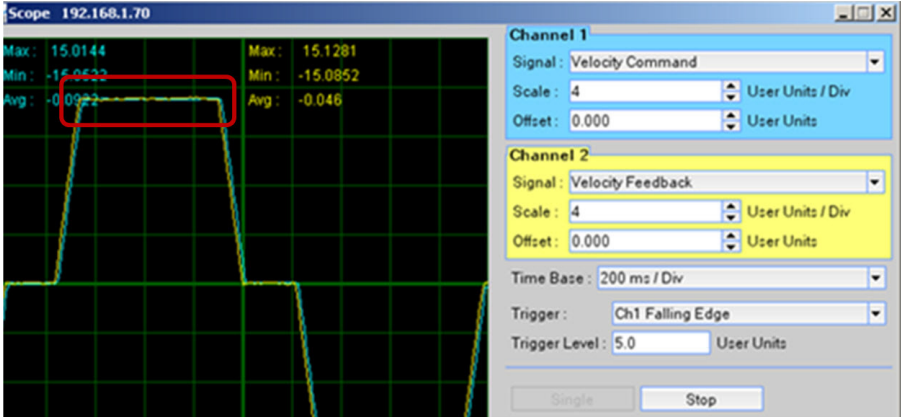 Scope 192.168.1.70
Max: 15.0144
Min: -15.0522
Avg: -0.0922
Max: 15.1281
Min: -15.0852
Avg: -0.046
Channel 1
Signal: Velocity Command
Scale: 4 User Units / Div
Offset: 0.000 User Units
Channel 2
Signal: Velocity Feedback
Scale: 4 User Units / Div
Offset: 0.000 User Units
Time Base: 200 ms / Div
Trigger: Ch1 Falling Edge
Trigger Level: 5.0 User Units
Single Stop